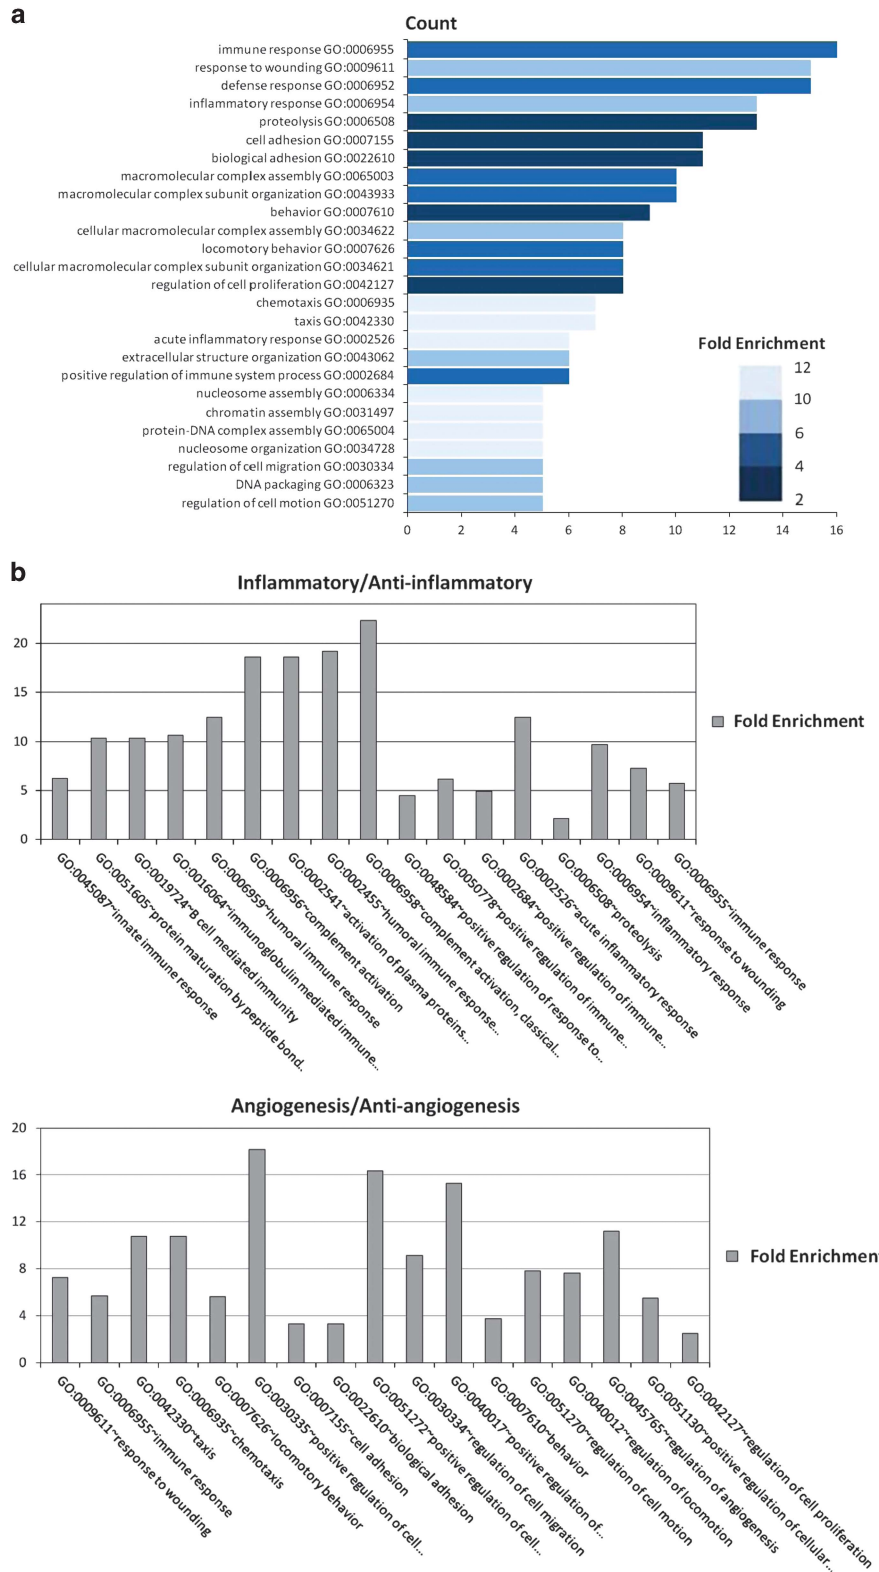 a
Count
immune response GO:0006955
response to wounding GO:0009611
defense response GO:0006952
inflammatory response GO:0006954
proteolysis GO:0006508
cell adhesion GO:0007155
biological adhesion GO:0022610
macromolecular complex assembly GO:0065003
macromolecular complex subunit organization GO:0043933
behavior GO:0007610
cellular macromolecular complex assembly GO:0034622
locomotory behavior GO:0007626
cellular macromolecular complex subunit organization GO:0034621
regulation of cell proliferation GO:0042127
chemotaxis GO:0006935
taxis GO:0042330
acute inflammatory response GO:0002526
extracellular structure organization GO:0043062
positive regulation of immune system process GO:0002684
nucleosome assembly GO:0006334
chromatin assembly GO:0031497
protein-DNA complex assembly GO:0065004
nucleosome organization GO:0034728
regulation of cell migration GO:0030334
DNA packaging GO:0006323
regulation of cell motion GO:0051270
0 2 4 6 8 10 12 14 16
Fold Enrichment
12
10
6
4
2
b
Inflammatory/Anti-inflammatory
20
15
10
5
0
Fold Enrichment
GO:0045087~innate immune response
GO:0051605~protein maturation by peptide bond..
GO:0019724~B cell mediated immunity
GO:0016064~immunoglobulin mediated immune...
GO:0006959~humoral immune response
GO:0006956~complement activation
GO:0002541~activation of plasma proteins...
GO:0002455~humoral immune response...
GO:0006958~complement activation, classical...
GO:0048584~positive regulation of response to...
GO:0050778~positive regulation of immune...
GO:0002684~positive regulation of immune...
GO:0002526~acute inflammatory response
GO:0006508~proteolysis
GO:0006954~inflammatory response
GO:0009611~response to wounding
GO:0006955~immune response
Angiogenesis/Anti-angiogenesis
20
16
12
8
4
0
Fold Enrichment
GO:0009611~response to wounding
GO:0006955~immune response
GO:0042330~taxis
GO:0006935~chemotaxis
GO:0007626~locomotory behavior
GO:0030335~positive regulation of cell...
GO:0007155~cell adhesion
GO:0022610~biological adhesion
GO:0051272~positive regulation of cell...
GO:0030334~regulation of cell migration
GO:0040017~positive regulation of...
GO:0007610~behavior
GO:0051270~regulation of cell motion
GO:0040012~regulation of locomotion
GO:0045765~regulation of angiogenesis
GO:0051130~positive regulation of cellular...
GO:0042127~regulation of cell proliferation